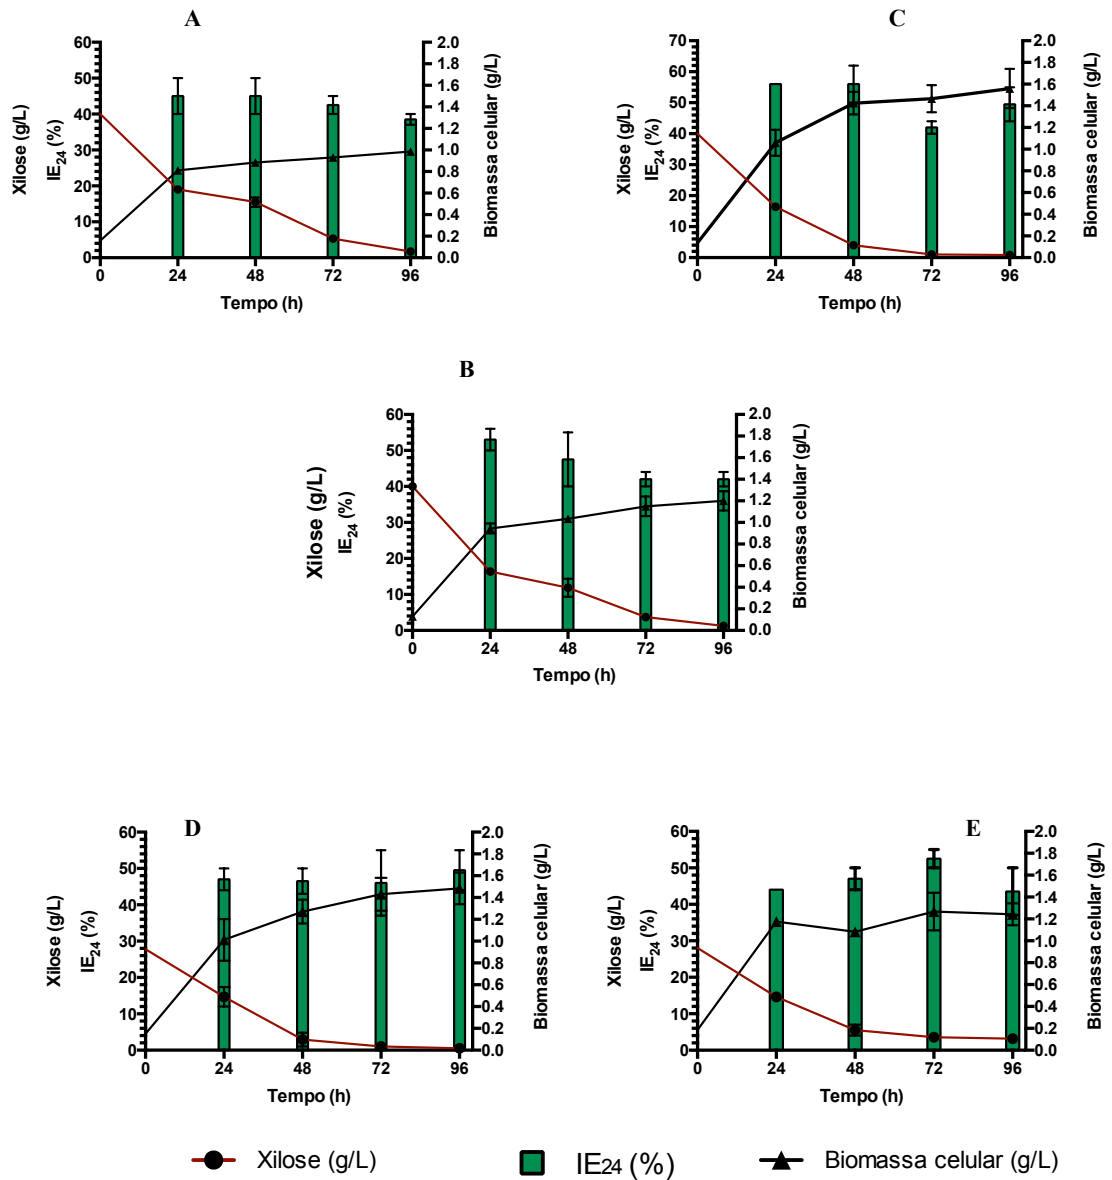 A
60
50
40
30
20
10
0
Xilose (g/L)
IE24 (%)
2.0
1.8
1.6
1.4
1.2
1.0
0.8
0.6
0.4
0.2
0.0
Biomassa celular (g/L)
0 24 48 72 96
Tempo (h)
C
70
60
50
40
30
20
10
0
Xilose (g/L)
IE24 (%)
2.0
1.8
1.6
1.4
1.2
1.0
0.8
0.6
0.4
0.2
0.0
Biomassa celular (g/L)
0 24 48 72 96
Tempo (h)
B
60
50
40
30
20
10
0
Xilose (g/L)
IE24 (%)
2.0
1.8
1.6
1.4
1.2
1.0
0.8
0.6
0.4
0.2
0.0
Biomassa celular (g/L)
0 24 48 72 96
Tempo (h)
D
60
50
40
30
20
10
0
Xilose (g/L)
IE24 (%)
2.0
1.8
1.6
1.4
1.2
1.0
0.8
0.6
0.4
0.2
0.0
Biomassa celular (g/L)
0 24 48 72 96
Tempo (h)
E
60
50
40
30
20
10
0
Xilose (g/L)
IE24 (%)
2.0
1.8
1.6
1.4
1.2
1.0
0.8
0.6
0.4
0.2
0.0
Biomassa celular (g/L)
0 24 48 72 96
Tempo (h)
Xilose (g/L) IE24 (%) Biomassa celular (g/L)